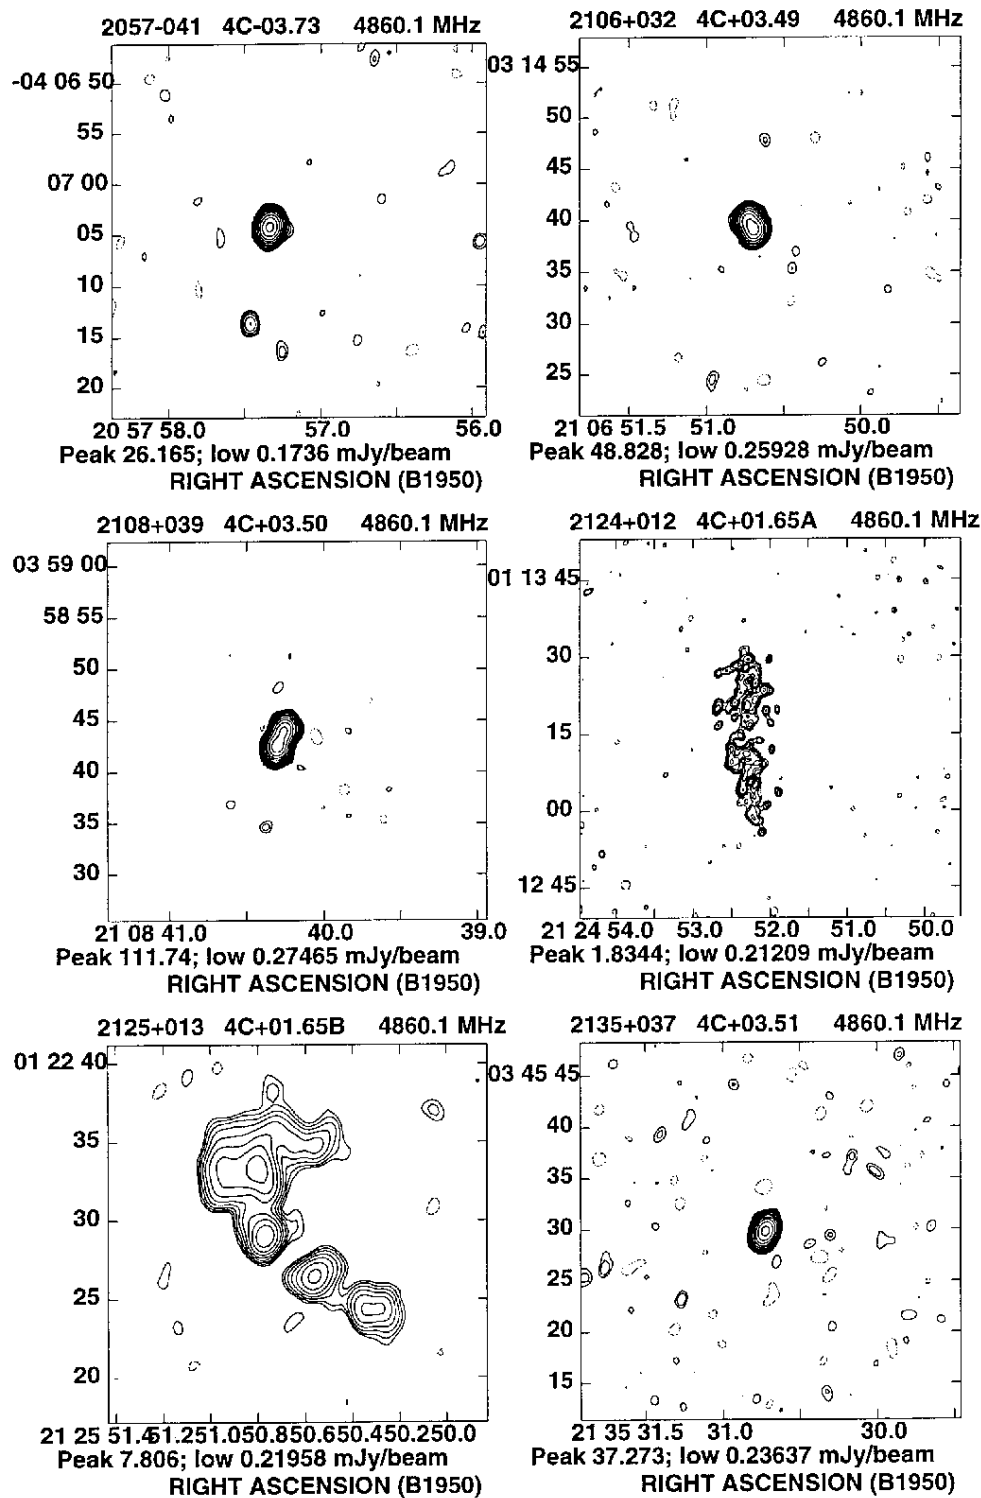 2057-041 4C-03.73 4860.1 MHz
-04 06 50
55
07 00
05
10
15
20
20 57 58.0 57.0 56.0
Peak 26.165; low 0.1736 mJy/beam
RIGHT ASCENSION (B1950)
2106+032 4C+03.49 4860.1 MHz
03 14 55
50
45
40
35
30
25
21 06 51.5 51.0 50.0
Peak 48.828; low 0.25928 mJy/beam
RIGHT ASCENSION (B1950)
2108+039 4C+03.50 4860.1 MHz
03 59 00
58 55
50
45
40
35
30
21 08 41.0 40.0 39.0
Peak 111.74; low 0.27465 mJy/beam
RIGHT ASCENSION (B1950)
2124+012 4C+01.65A 4860.1 MHz
01 13 45
30
15
00
12 45
21 24 54.0 53.0 52.0 51.0 50.0
Peak 1.8344; low 0.21209 mJy/beam
RIGHT ASCENSION (B1950)
2125+013 4C+01.65B 4860.1 MHz
01 22 40
35
30
25
20
21 25 51.451.251.050.850.650.450.250.0
Peak 7.806; low 0.21958 mJy/beam
RIGHT ASCENSION (B1950)
2135+037 4C+03.51 4860.1 MHz
03 45 45
40
35
30
25
20
15
21 35 31.5 31.0 30.0
Peak 37.273; low 0.23637 mJy/beam
RIGHT ASCENSION (B1950)